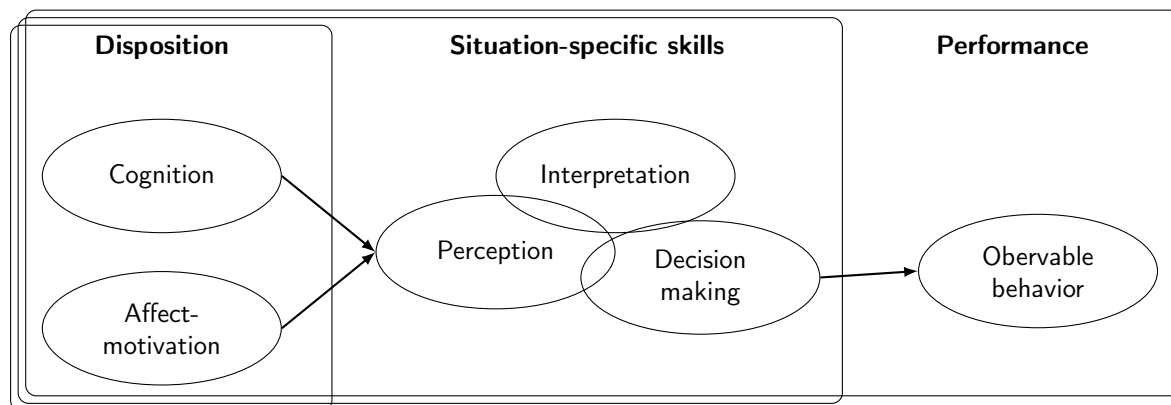 Disposition
Situation-specific skills
Performance
Cognition
Affect-
motivation
Interpretation
Perception
Decision
making
Obervable
behavior